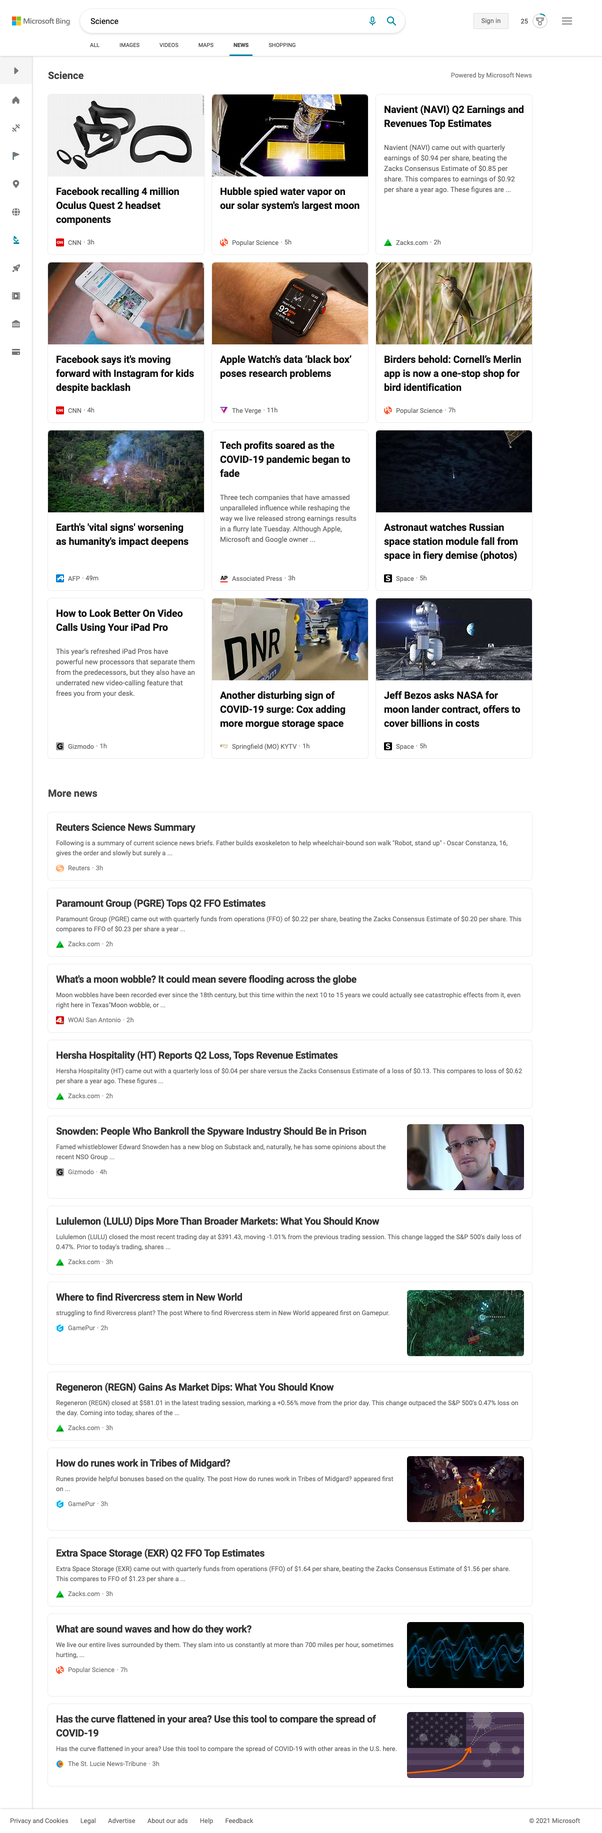 Microsoft Bing
Science
Sign in
25
ALL
IMAGES
VIDEOS
MAPS
NEWS
SHOPPING
Science
Powered by Microsoft News
Facebook recalling 4 million
Oculus Quest 2 headset
components
CNN · 3h
Hubble spied water vapor on
our solar system's largest moon
Popular Science · 5h
Navient (NAVI) Q2 Earnings and
Revenues Top Estimates
Navient (NAVI) came out with quarterly
earnings of $0.94 per share, beating the
Zacks Consensus Estimate of $0.85 per
share. This compares to earnings of $0.92
per share a year ago. These figures are ...
Zacks.com · 2h
Facebook says it's moving
forward with Instagram for kids
despite backlash
CNN · 4h
92
Apple Watch's data 'black box'
poses research problems
The Verge · 11h
Birders behold: Cornell's Merlin
app is now a one-stop shop for
bird identification
Popular Science · 7h
Earth's 'vital signs' worsening
as humanity's impact deepens
AFP · 49m
Tech profits soared as the
COVID-19 pandemic began to
fade
Three tech companies that have amassed
unparalleled influence while reshaping the
way we live released strong earnings results
in a flurry late Tuesday. Although Apple,
Microsoft and Google owner ...
AP Associated Press · 3h
Astronaut watches Russian
space station module fall from
space in fiery demise (photos)
Space · 5h
How to Look Better On Video
Calls Using Your iPad Pro
This year's refreshed iPad Pros have
powerful new processors that separate them
from the predecessors, but they also have an
underrated new video-calling feature that
frees you from your desk.
Gizmodo · 1h
DNR
Another disturbing sign of
COVID-19 surge: Cox adding
more morgue storage space
Springfield (MO) KYTV · 1h
Jeff Bezos asks NASA for
moon lander contract, offers to
cover billions in costs
Space · 5h
More news
Reuters Science News Summary
Following is a summary of current science news briefs. Father builds exoskeleton to help wheelchair-bound son walk "Robot, stand up" - Oscar Constanza, 16,
gives the order and slowly but surely a ...
Reuters · 3h
Paramount Group (PGRE) Tops Q2 FFO Estimates
Paramount Group (PGRE) came out with quarterly funds from operations (FFO) of $0.22 per share, beating the Zacks Consensus Estimate of $0.20 per share. This
compares to FFO of $0.23 per share a year ...
Zacks.com · 2h
What's a moon wobble? It could mean severe flooding across the globe
Moon wobbles have been recorded ever since the 18th century, but this time within the next 10 to 15 years we could actually see catastrophic effects from it, even
right here in Texas"Moon wobble, or ...
WOAI San Antonio · 2h
Hersha Hospitality (HT) Reports Q2 Loss, Tops Revenue Estimates
Hersha Hospitality (HT) came out with a quarterly loss of $0.04 per share versus the Zacks Consensus Estimate of a loss of $0.13. This compares to loss of $0.62
per share a year ago. These figures ...
Zacks.com · 2h
Snowden: People Who Bankroll the Spyware Industry Should Be in Prison
Famed whistleblower Edward Snowden has a new blog on Substack and, naturally, he has some opinions about the
recent NSO Group ...
Gizmodo · 4h
Lululemon (LULU) Dips More Than Broader Markets: What You Should Know
Lululemon (LULU) closed the most recent trading day at $391.43, moving -1.01% from the previous trading session. This change lagged the S&P 500's daily loss of
0.47%. Prior to today's trading, shares ...
Zacks.com · 3h
Where to find Rivercress stem in New World
struggling to find Rivercress plant? The post Where to find Rivercress stem in New World appeared first on Gamepur.
GamePur · 2h
Regeneron (REGN) Gains As Market Dips: What You Should Know
Regeneron (REGN) closed at $581.01 in the latest trading session, marking a +0.56% move from the prior day. This change outpaced the S&P 500's 0.47% loss on
the day. Coming into today, shares of the ...
Zacks.com · 3h
How do runes work in Tribes of Midgard?
Runes provide helpful bonuses based on the quality. The post How do runes work in Tribes of Midgard? appeared first
on ...
GamePur · 3h
Extra Space Storage (EXR) Q2 FFO Top Estimates
Extra Space Storage (EXR) came out with quarterly funds from operations (FFO) of $1.64 per share, beating the Zacks Consensus Estimate of $1.56 per share.
This compares to FFO of $1.23 per share a ...
Zacks.com · 3h
What are sound waves and how do they work?
We live our entire lives surrounded by them. They slam into us constantly at more than 700 miles per hour, sometimes
hurting, ...
Popular Science · 7h
Has the curve flattened in your area? Use this tool to compare the spread of
COVID-19
Has the curve flattened in your area? Use this tool to compare the spread of COVID-19 with other areas in the U.S. here.
The St. Lucie News-Tribune · 3h
Privacy and Cookies
Legal
Advertise
About our ads
Help
Feedback
© 2021 Microsoft